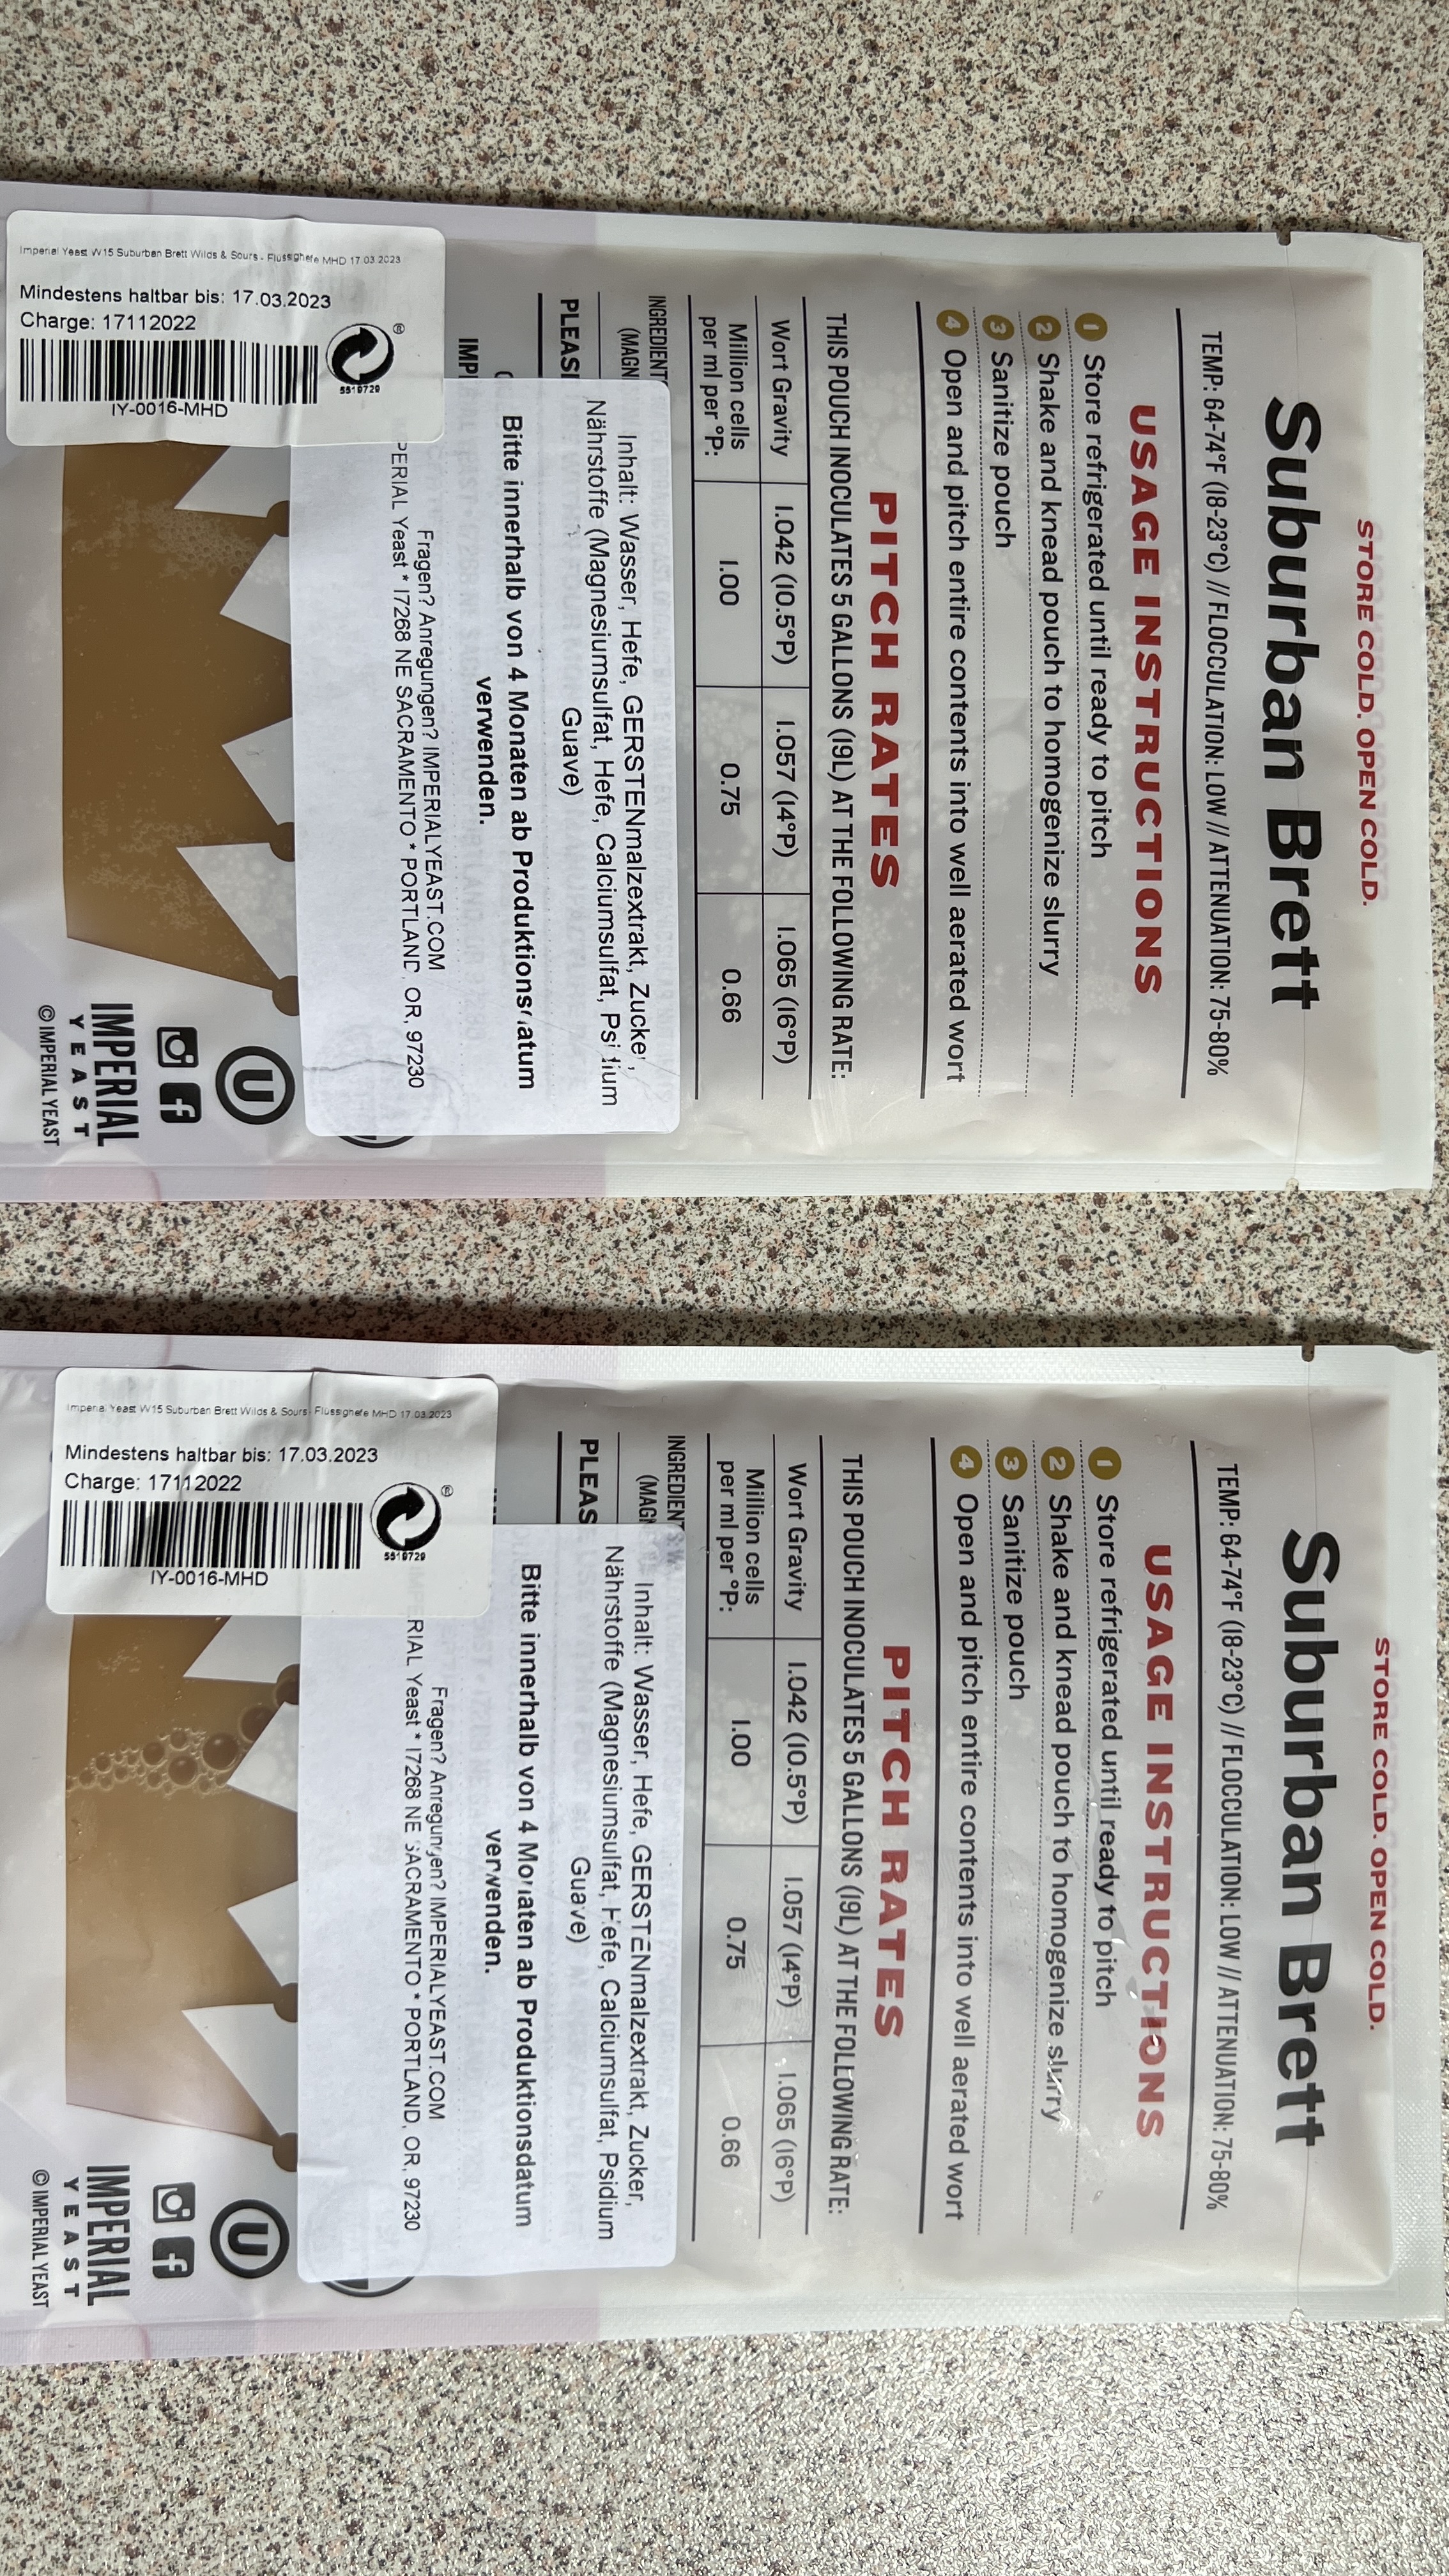 STORE COLD. OPEN COLD.
Suburban Brett
TEMP: 64-74°F (18-23°C) // FLOCCULATION: LOW // ATTENUATION: 75-80%
USAGE INSTRUCTIONS
1 Store refrigerated until ready to pitch
2 Shake and knead pouch to homogenize slurry
3 Sanitize pouch
4 Open and pitch entire contents into well aerated wort
PITCH RATES
THIS POUCH INOCULATES 5 GALLONS (19L) AT THE FOLLOWING RATE:
Wort Gravity 1.042 (10.5°P) 1.057 (14°P) 1.065 (16°P)
Million cells per ml per °P: 1.00 0.75 0.66
INGREDIENT
(MAGN
PLEAS
IMP
Inhalt: Wasser, Hefe, GERSTENmalzextrakt, Zucker,
Nährstoffe (Magnesiumsulfat, Hefe, Calciumsulfat, Psidium
Guave)
Bitte innerhalb von 4 Monaten ab Produktionsdatum
verwenden.
Fragen? Anregungen? IMPERIALYEAST.COM
PERIAL Yeast * 17268 NE SACRAMENTO * PORTLAND, OR, 97230
Imperial Yeast W15 Suburban Brett Wilds & Sours - Flüssighefe MHD 17.03.2023
Mindestens haltbar bis: 17.03.2023
Charge: 17112022
®
5519729
IY-0016-MHD
U
f
IMPERIAL
YEAST
© IMPERIAL YEAST
STORE COLD. OPEN COLD.
Suburban Brett
TEMP: 64-74°F (18-23°C) // FLOCCULATION: LOW // ATTENUATION: 75-80%
USAGE INSTRUCTIONS
1 Store refrigerated until ready to pitch
2 Shake and knead pouch to homogenize slurry
3 Sanitize pouch
4 Open and pitch entire contents into well aerated wort
PITCH RATES
THIS POUCH INOCULATES 5 GALLONS (19L) AT THE FOLLOWING RATE:
Wort Gravity 1.042 (10.5°P) 1.057 (14°P) 1.065 (16°P)
Million cells per ml per °P: 1.00 0.75 0.66
INGREDIENT
(MAGN
PLEAS
Inhalt: Wasser, Hefe, GERSTENmalzextrakt, Zucker,
Nährstoffe (Magnesiumsulfat, Hefe, Calciumsulfat, Psidium
Guave)
Bitte innerhalb von 4 Monaten ab Produktionsdatum
verwenden.
Fragen? Anregungen? IMPERIALYEAST.COM
RIAL Yeast * 17268 NE SACRAMENTO * PORTLAND, OR, 97230
Imperial Yeast W15 Suburban Brett Wilds & Sours - Flüssighefe MHD 17.03.2023
Mindestens haltbar bis: 17.03.2023
Charge: 17112022
®
5519729
IY-0016-MHD
U
f
IMPERIAL
YEAST
© IMPERIAL YEAST